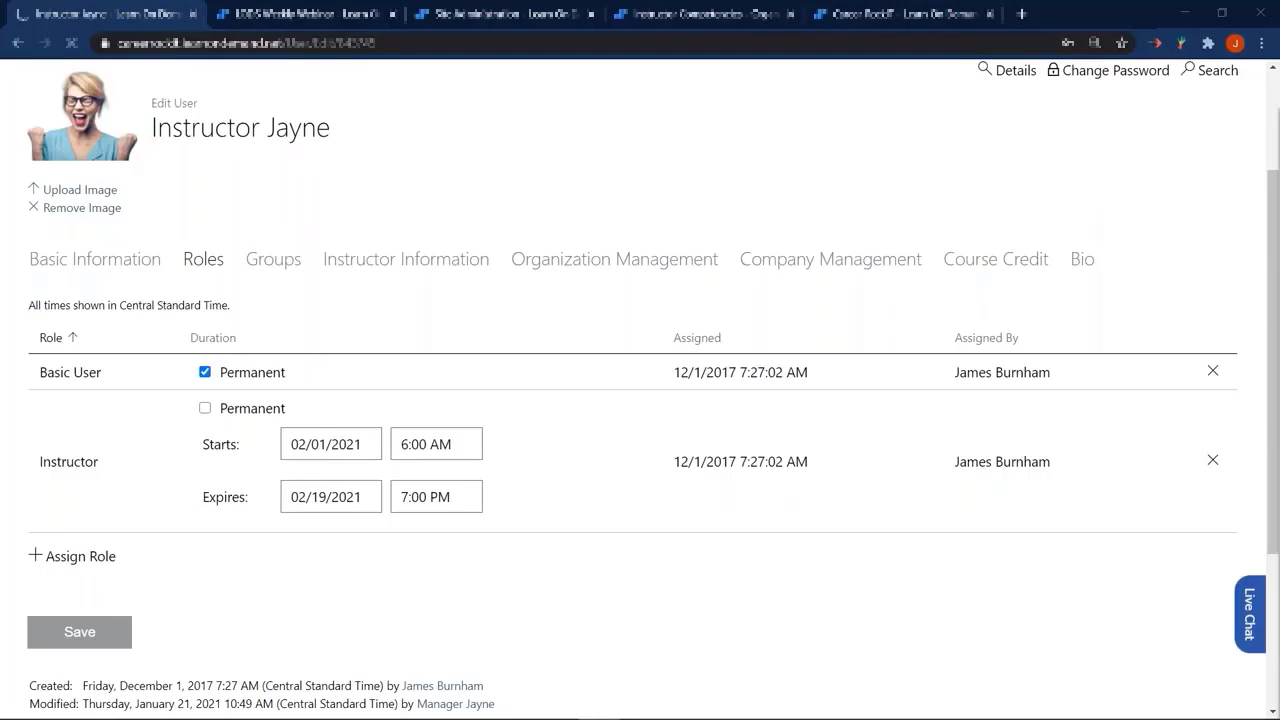 Details Change Password Search
Edit User
Instructor Jayne
Upload Image
Remove Image
Basic Information Roles Groups Instructor Information Organization Management Company Management Course Credit Bio
All times shown in Central Standard Time.
Role Duration Assigned Assigned By
Basic User Permanent 12/1/2017 7:27:02 AM James Burnham
Permanent
Starts: 02/01/2021 6:00 AM
Instructor 12/1/2017 7:27:02 AM James Burnham
Expires: 02/19/2021 7:00 PM
Assign Role
Live Chat
Save
Created: Friday, December 1, 2017 7:27 AM (Central Standard Time) by James Burnham
Modified: Thursday, January 21, 2021 10:49 AM (Central Standard Time) by Manager Jayne